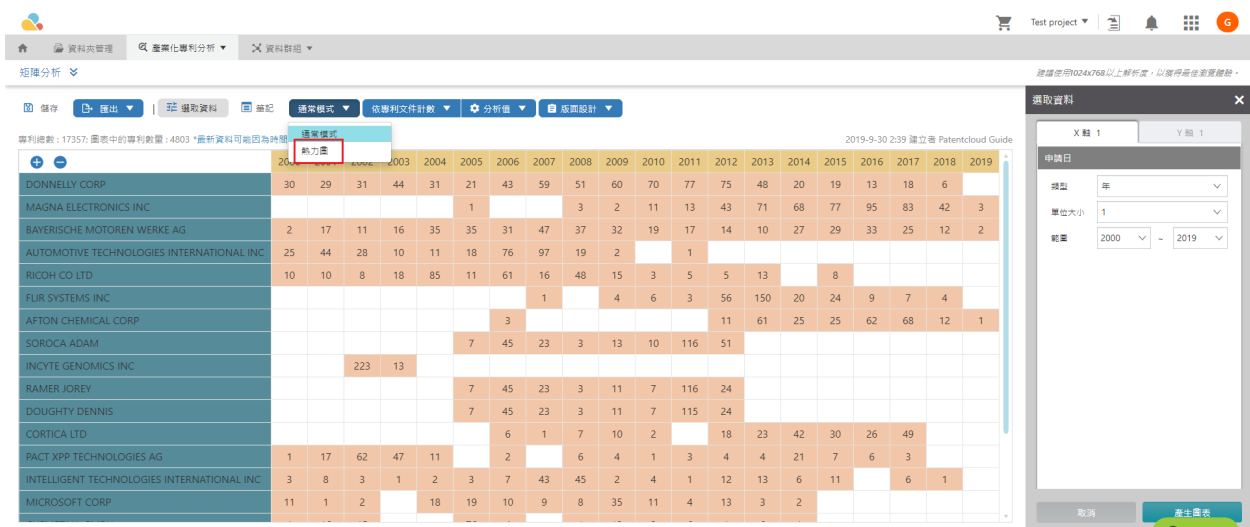 Test project ▼
G
資料夾管理
產業化專利分析 ▼
資料群組 ▼
矩陣分析
建議使用1024x768以上解析度，以獲得最佳瀏覽體驗。
儲存
匯出 ▼
選取資料
筆記
通常模式 ▼
依專利文件計數 ▼
分析值 ▼
版面設計 ▼
通常模式
熱力圖
專利總數 : 17357; 圖表中的專利數量 : 4803 *最新資料可能因為時間
2019-9-30 2:39 建立者 Patentcloud Guide
2002 2003 2004 2005 2006 2007 2008 2009 2010 2011 2012 2013 2014 2015 2016 2017 2018 2019
DONNELLY CORP 30 29 31 44 31 21 43 59 51 60 70 77 75 48 20 19 13 18 6
MAGNA ELECTRONICS INC 1 3 2 11 13 43 71 68 77 95 83 42 3
BAYERISCHE MOTOREN WERKE AG 2 17 11 16 35 35 31 47 37 32 19 17 14 10 27 29 33 25 12 2
AUTOMOTIVE TECHNOLOGIES INTERNATIONAL INC 25 44 28 10 11 18 76 97 19 2 1
RICOH CO LTD 10 10 8 18 85 11 61 16 48 15 3 5 5 13 8
FLIR SYSTEMS INC 1 4 6 3 56 150 20 24 9 7 4
AFTON CHEMICAL CORP 3 11 61 25 25 62 68 12 1
SOROCA ADAM 7 45 23 3 13 10 116 51
INCYTE GENOMICS INC 223 13
RAMER JOREY 7 45 23 3 11 7 116 24
DOUGHTY DENNIS 7 45 23 3 11 7 115 24
CORTICA LTD 6 1 7 10 2 18 23 42 30 26 49
PACT XPP TECHNOLOGIES AG 1 17 62 47 11 2 6 4 1 3 4 4 21 7 6 3
INTELLIGENT TECHNOLOGIES INTERNATIONAL INC 3 8 3 1 2 3 7 43 45 2 4 1 12 13 6 11 6 1
MICROSOFT CORP 11 1 2 18 19 10 9 8 35 11 4 13 3 2
選取資料
X 軸 1
Y 軸 1
申請日
類型 年
單位大小 1
範圍 2000 ~ 2019
取消
產生圖表